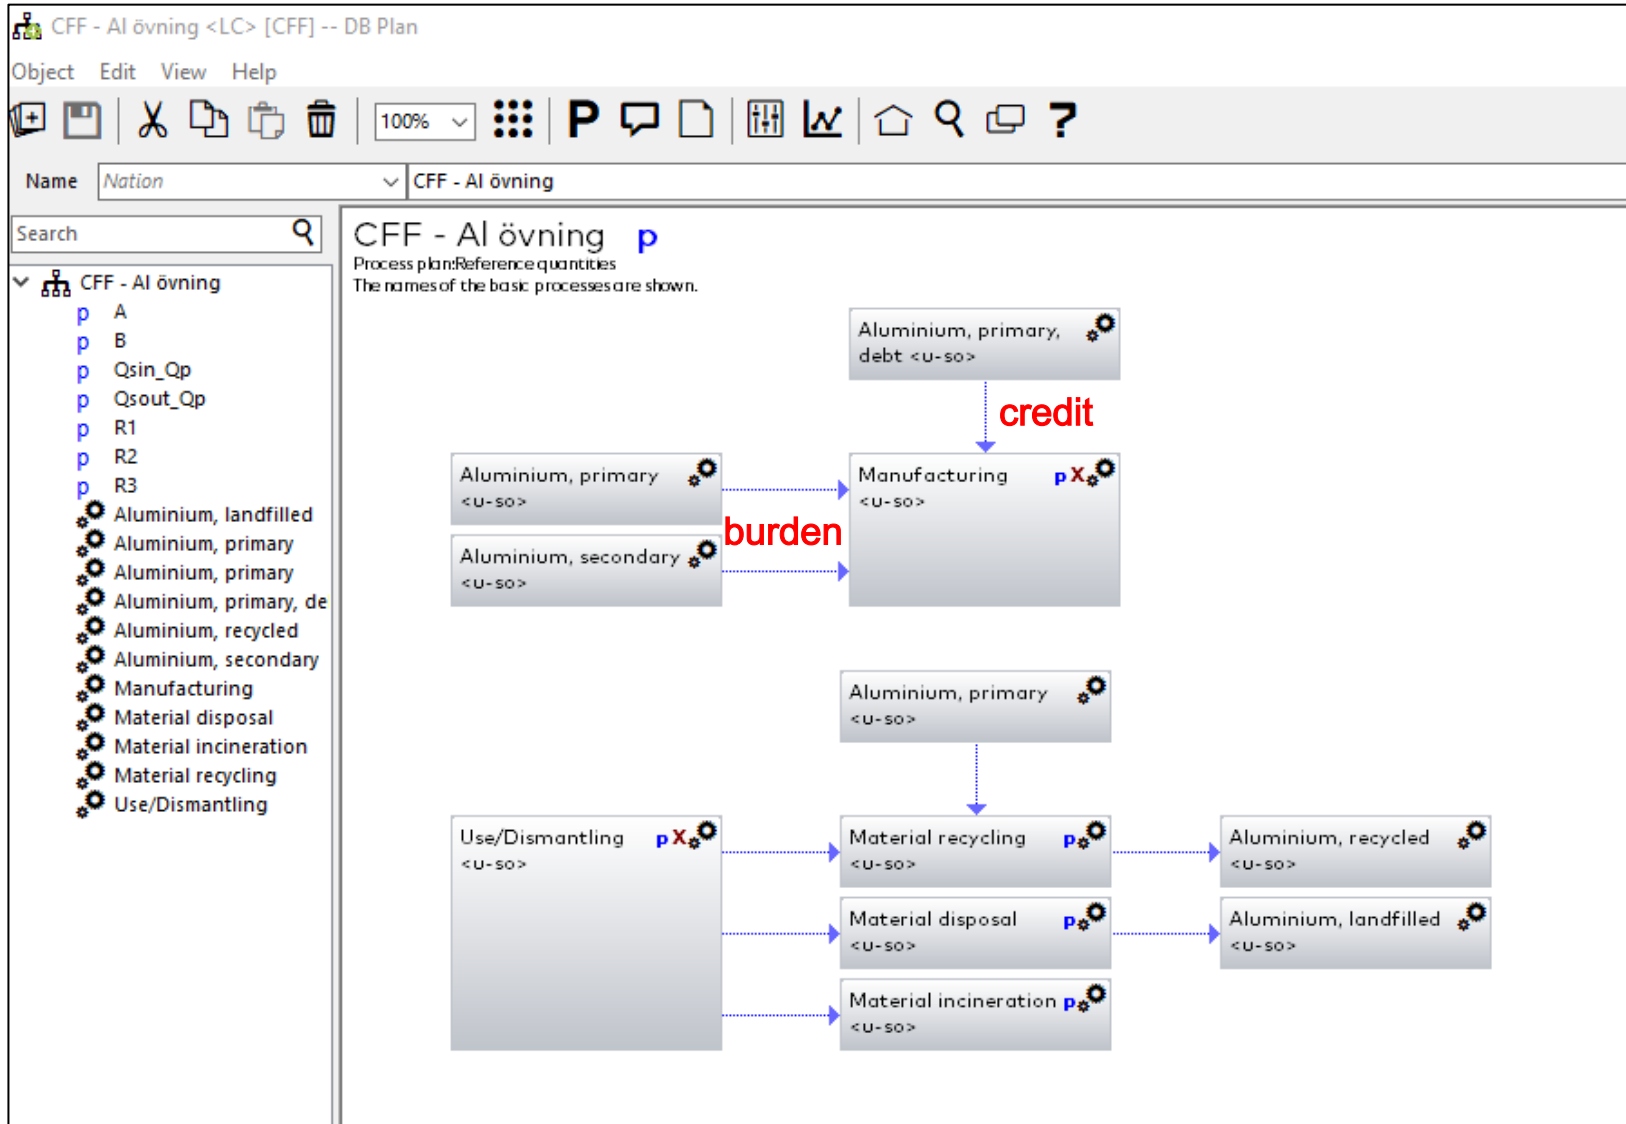 CFF - Al övning <LC> [CFF] -- DB Plan
Object Edit View Help
100% P ?
Name Nation CFF - Al övning
Search
CFF - Al övning
p A
p B
p Qsin_Qp
p Qsout_Qp
p R1
p R2
p R3
Aluminium, landfilled
Aluminium, primary
Aluminium, primary
Aluminium, primary, de
Aluminium, recycled
Aluminium, secondary
Manufacturing
Material disposal
Material incineration
Material recycling
Use/Dismantling
CFF - Al övning p
Process plan:Reference quantities
The names of the basic processes are shown.
Aluminium, primary,
debt <u-so>
credit
Aluminium, primary
<u-so>
burden
Aluminium, secondary
<u-so>
Manufacturing p X
<u-so>
Aluminium, primary
<u-so>
Use/Dismantling p X
<u-so>
Material recycling p
<u-so>
Aluminium, recycled
<u-so>
Material disposal p
<u-so>
Aluminium, landfilled
<u-so>
Material incineration p
<u-so>